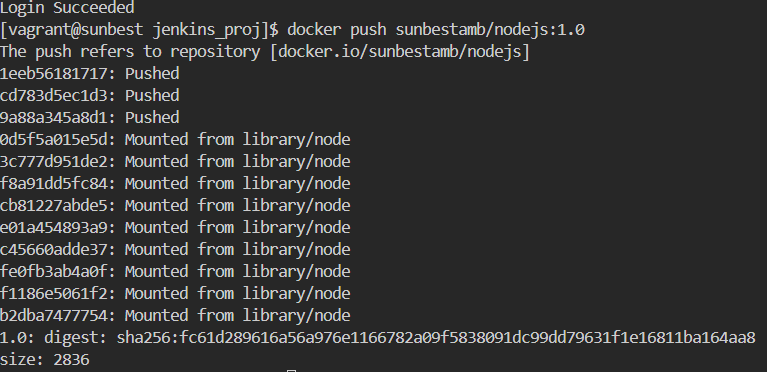 Login Succeeded
[vagrant@sunbest jenkins_proj]$ docker push sunbestamb/nodejs:1.0
The push refers to repository [docker.io/sunbestamb/nodejs]
1eeb56181717: Pushed
cd783d5ec1d3: Pushed
9a88a345a8d1: Pushed
0d5f5a015e5d: Mounted from library/node
3c777d951de2: Mounted from library/node
f8a91dd5fc84: Mounted from library/node
cb81227abde5: Mounted from library/node
e01a454893a9: Mounted from library/node
c45660adde37: Mounted from library/node
fe0fb3ab4a0f: Mounted from library/node
f1186e5061f2: Mounted from library/node
b2dba7477754: Mounted from library/node
1.0: digest: sha256:fc61d289616a56a976e1166782a09f5838091dc99dd79631f1e16811ba164aa8
size: 2836